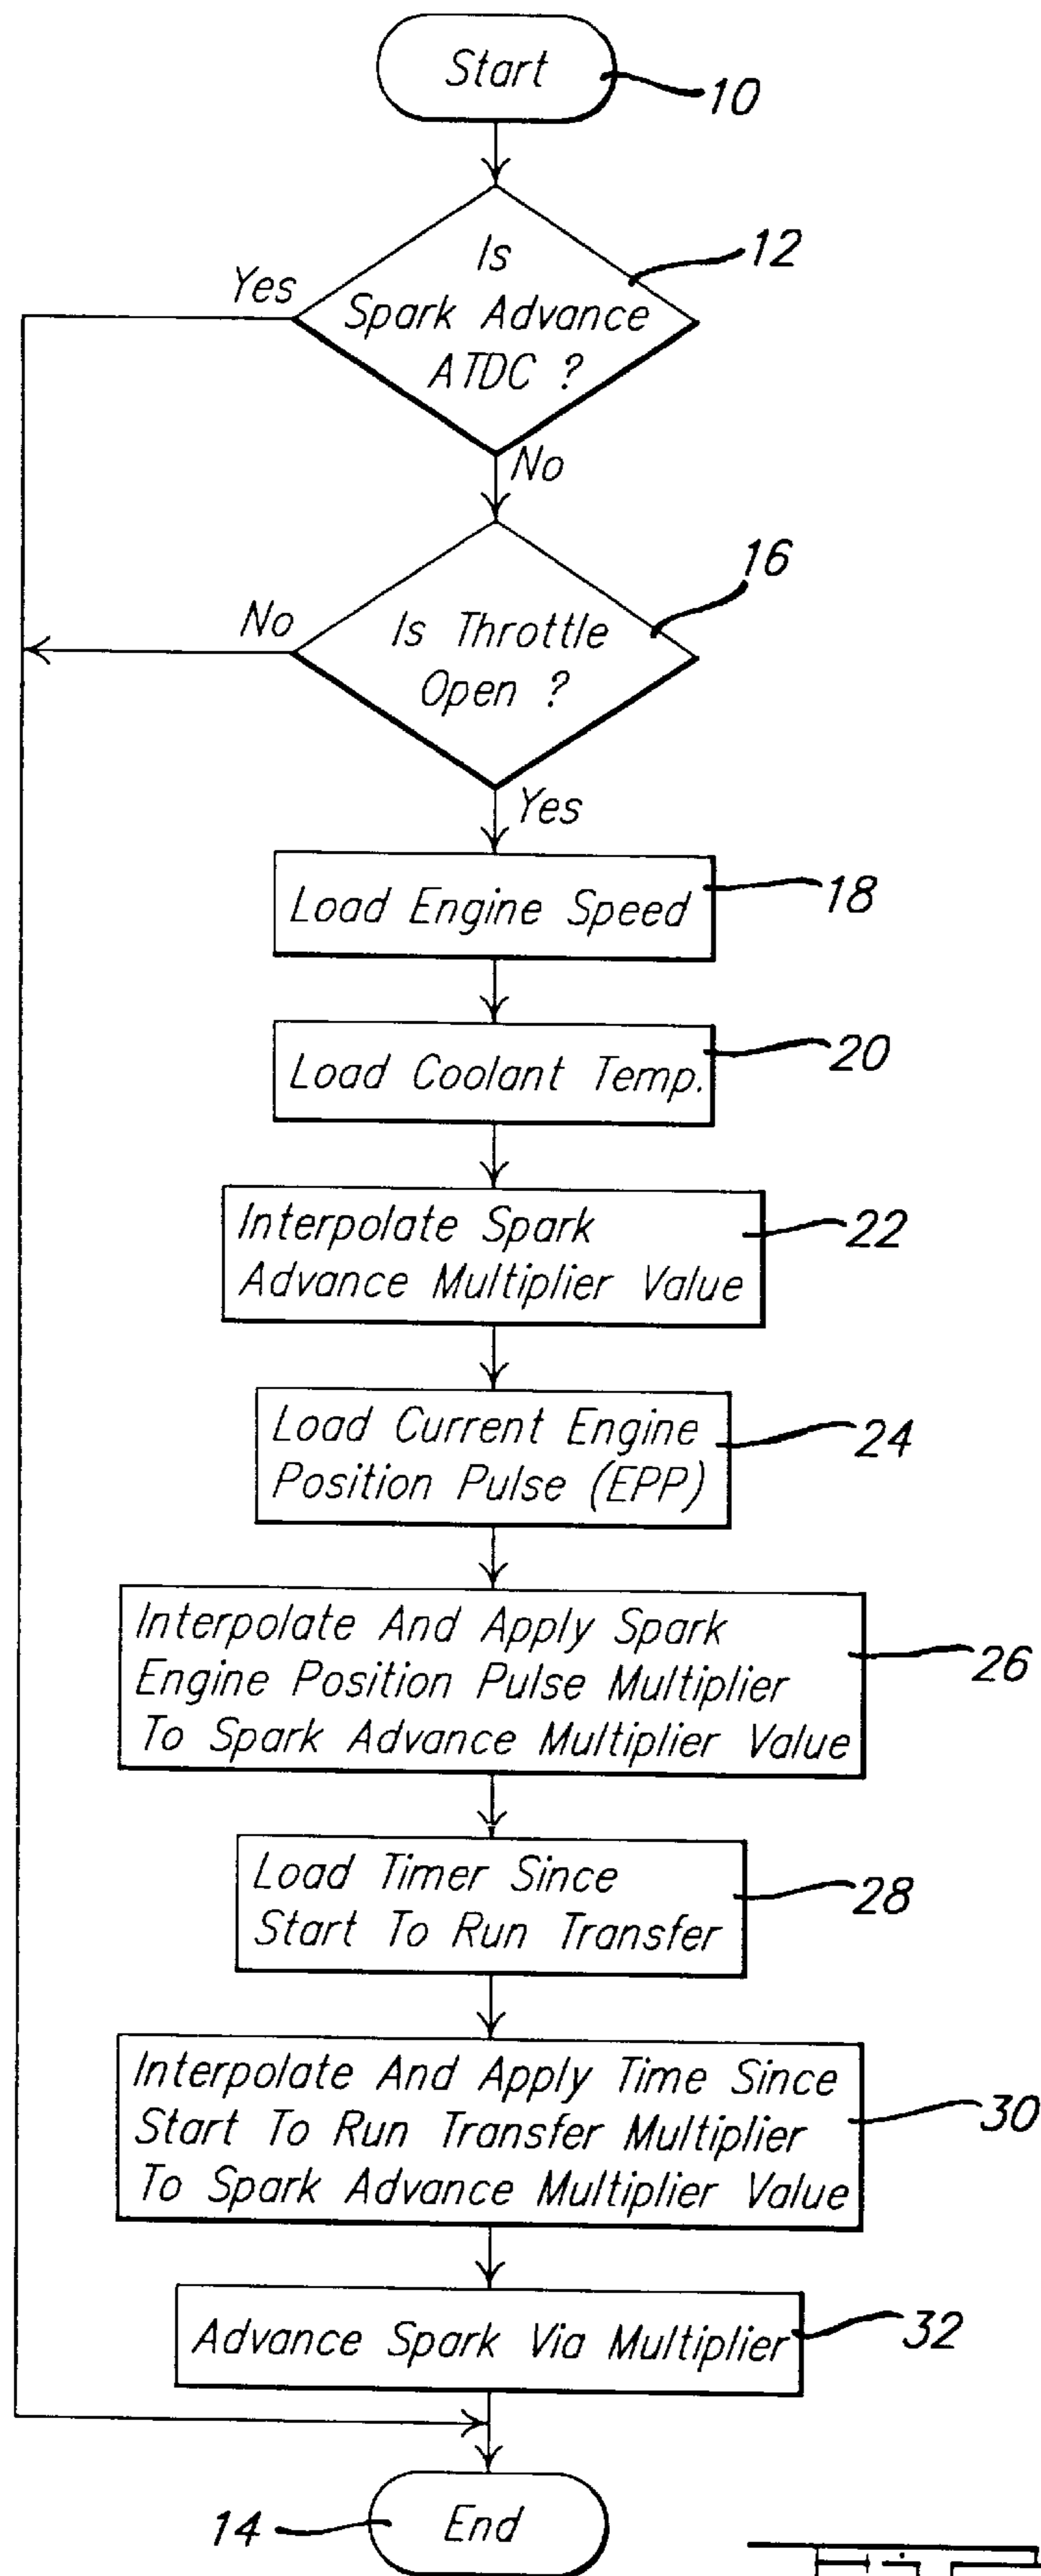 Start
10
Is
Spark Advance
ATDC ?
12
Yes
No
Is Throttle
Open ?
16
No
Yes
Load Engine Speed
18
Load Coolant Temp.
20
Interpolate Spark
Advance Multiplier Value
22
Load Current Engine
Position Pulse (EPP)
24
Interpolate And Apply Spark
Engine Position Pulse Multiplier
To Spark Advance Multiplier Value
26
Load Timer Since
Start To Run Transfer
28
Interpolate And Apply Time Since
Start To Run Transfer Multiplier
To Spark Advance Multiplier Value
30
Advance Spark Via Multiplier
32
14
End